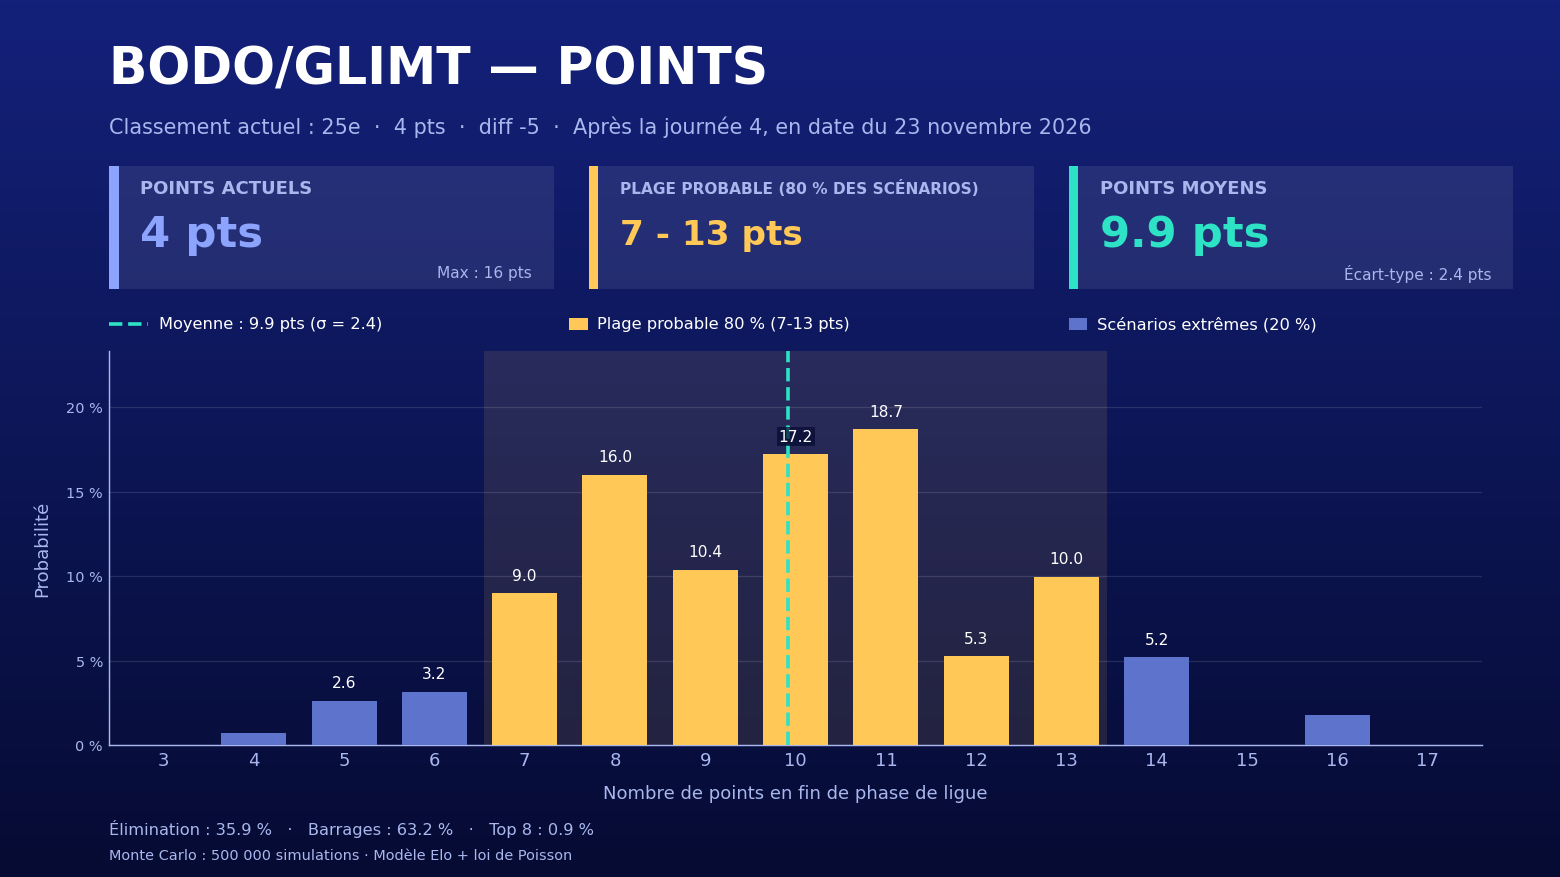 BODO/GLIMT — POINTS
Classement actuel : 25e · 4 pts · diff -5 · Après la journée 4, en date du 23 novembre 2026
POINTS ACTUELS
4 pts
Max : 16 pts
PLAGE PROBABLE (80 % DES SCÉNARIOS)
7 - 13 pts
POINTS MOYENS
9.9 pts
Écart-type : 2.4 pts
Moyenne : 9.9 pts (σ = 2.4)
Plage probable 80 % (7-13 pts)
Scénarios extrêmes (20 %)
Probabilité
20 %
15 %
10 %
5 %
0 %
2.6
3.2
9.0
16.0
10.4
17.2
18.7
5.3
10.0
5.2
3 4 5 6 7 8 9 10 11 12 13 14 15 16 17
Nombre de points en fin de phase de ligue
Élimination : 35.9 % · Barrages : 63.2 % · Top 8 : 0.9 %
Monte Carlo : 500 000 simulations · Modèle Elo + loi de Poisson